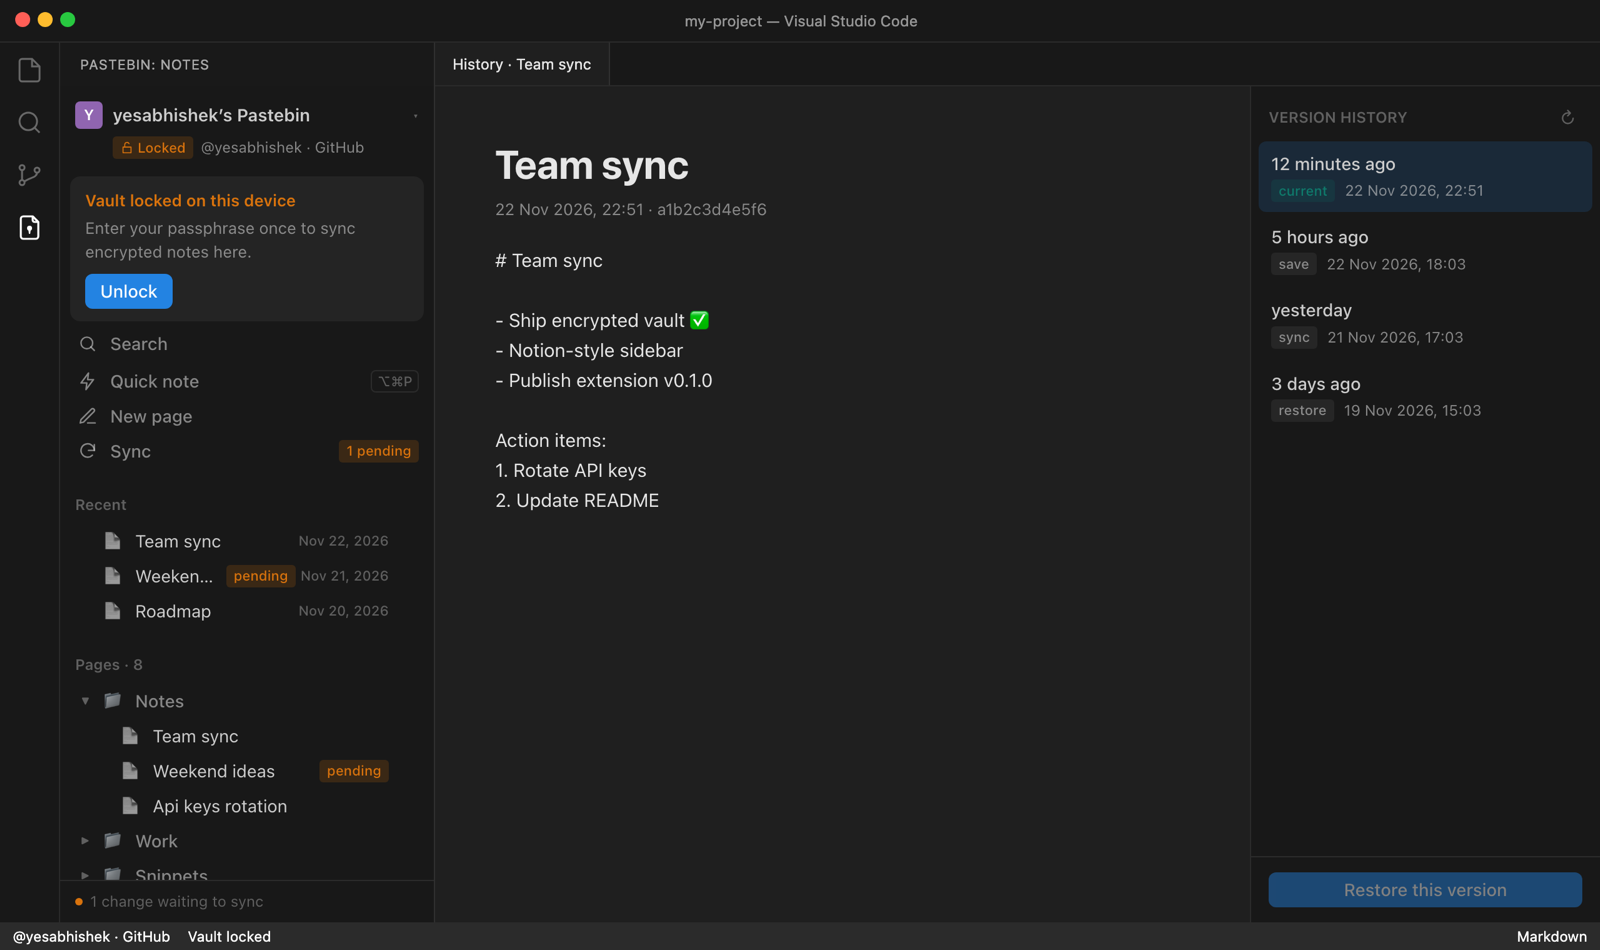 my-project — Visual Studio Code
PASTEBIN: NOTES
Y yesabhishek’s Pastebin
Locked @yesabhishek · GitHub
Vault locked on this device
Enter your passphrase once to sync
encrypted notes here.
Unlock
Search
Quick note ⌥⌘P
New page
Sync 1 pending
Recent
Team sync Nov 22, 2026
Weeken... pending Nov 21, 2026
Roadmap Nov 20, 2026
Pages · 8
Notes
Team sync
Weekend ideas pending
Api keys rotation
Work
Snippets
1 change waiting to sync
History · Team sync
Team sync
22 Nov 2026, 22:51 · a1b2c3d4e5f6
# Team sync
- Ship encrypted vault ✅
- Notion-style sidebar
- Publish extension v0.1.0
Action items:
1. Rotate API keys
2. Update README
VERSION HISTORY
12 minutes ago
current 22 Nov 2026, 22:51
5 hours ago
save 22 Nov 2026, 18:03
yesterday
sync 21 Nov 2026, 17:03
3 days ago
restore 19 Nov 2026, 15:03
Restore this version
@yesabhishek · GitHub Vault locked
Markdown